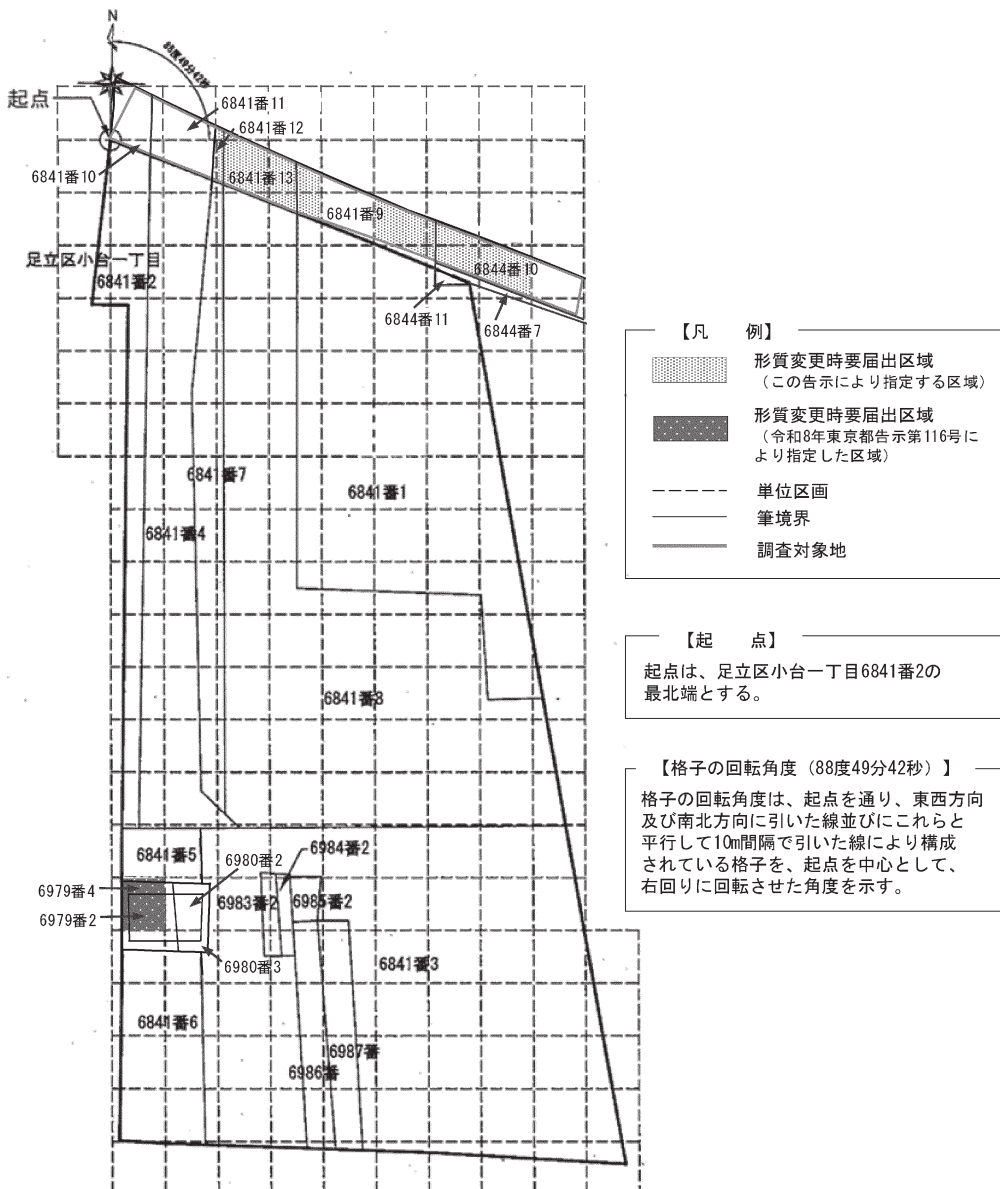 N
88度49分42秒
起点
6841番11
6841番12
6841番10
6841番13
6841番9
足立区小台一丁目
6841番2
6844番10
6844番11
6844番7
6841番7
6841番1
6841番4
6841番3
6841番5
6980番2
6984番2
6979番4
6983番2
6985番2
6979番2
6980番3
6841番3
6841番6
6987番
6986番
【凡 例】
形質変更時要届出区域
（この告示により指定する区域）
形質変更時要届出区域
（令和8年東京都告示第116号に
より指定した区域）
単位区画
筆境界
調査対象地
【起 点】
起点は、足立区小台一丁目6841番2の
最北端とする。
【格子の回転角度（88度49分42秒）】
格子の回転角度は、起点を通り、東西方向
及び南北方向に引いた線並びにこれらと
平行して10m間隔で引いた線により構成
されている格子を、起点を中心として、
右回りに回転させた角度を示す。